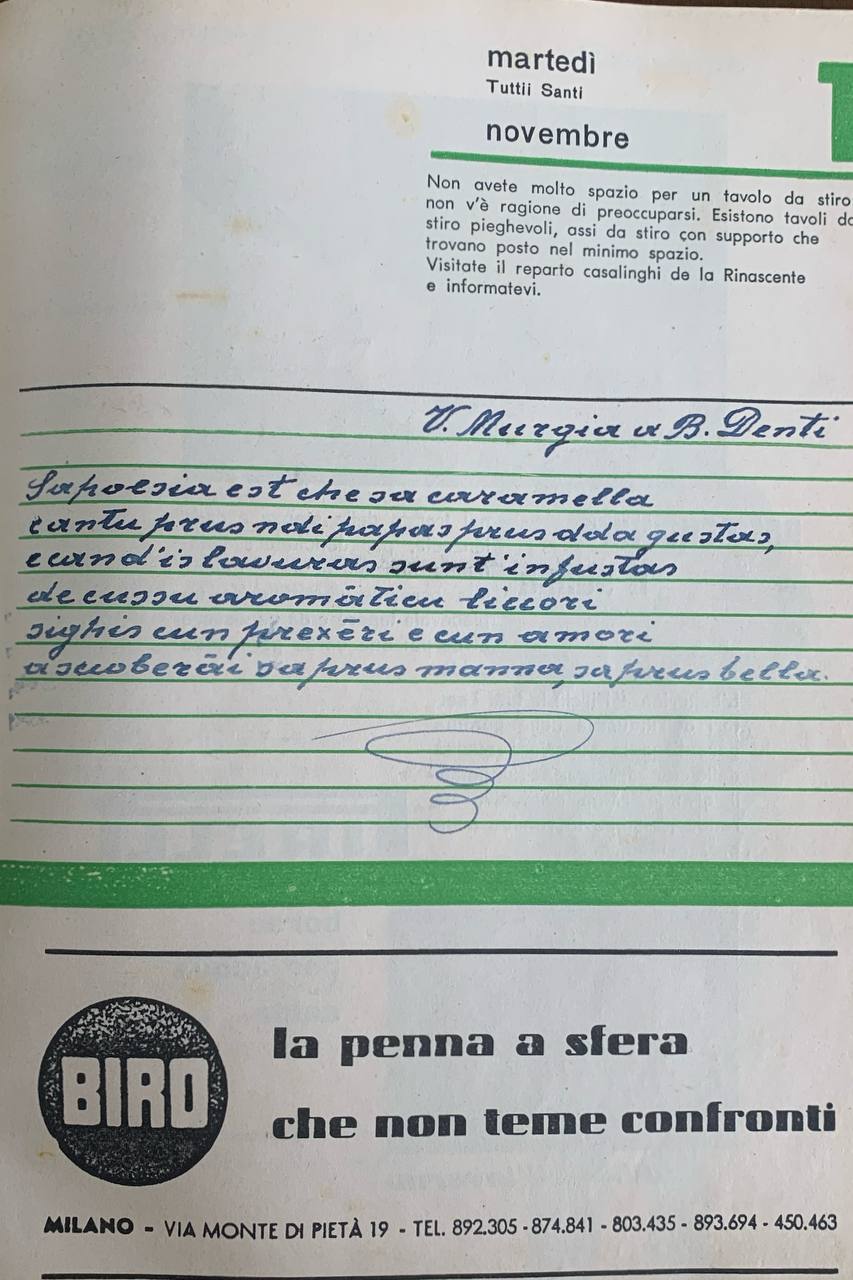 martedì
Tuttii Santi
novembre
1
Non avete molto spazio per un tavolo da stiro
non v'è ragione di preoccuparsi. Esistono tavoli da
stiro pieghevoli, assi da stiro con supporto che
trovano posto nel minimo spazio.
Visitate il reparto casalinghi de la Rinascente
e informatevi.
V. Murgia a B. Denti
Sa poesia est che sa caramella
cantu prus ndi papas prus dda gustas,
e cand'is lavuras sunt'infustas
de cussu aromāticu liccori
sighis cun prexēri e cun amori
a scuberāi sa prus manna, sa prus bella.
BIRO
la penna a sfera
che non teme confronti
MILANO - VIA MONTE DI PIETÀ 19 - TEL. 892.305 - 874.841 - 803.435 - 893.694 - 450.463